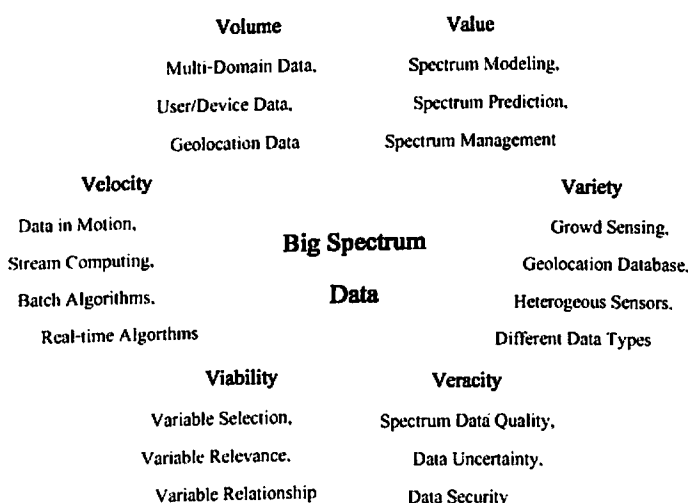 Volume
Multi-Domain Data,
User/Device Data,
Geolocation Data
Value
Spectrum Modeling,
Spectrum Prediction,
Spectrum Management
Velocity
Data in Motion,
Stream Computing,
Batch Algorithms,
Real-time Algorthms
Big Spectrum
Data
Variety
Growd Sensing,
Geolocation Database,
Heterogeous Sensors,
Different Data Types
Viability
Variable Selection,
Variable Relevance,
Variable Relationship
Veracity
Spectrum Data Quality,
Data Uncertainty,
Data Security